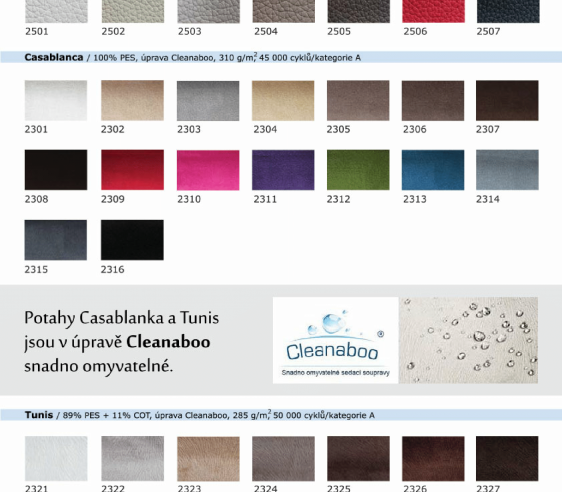 2501 2502 2503 2504 2505 2506 2507
Casablanca / 100% PES, úprava Cleanaboo, 310 g/m,² 45 000 cyklů/kategorie A
2301 2302 2303 2304 2305 2306 2307
2308 2309 2310 2311 2312 2313 2314
2315 2316
Potahy Casablanka a Tunis
jsou v úpravě Cleanaboo
snadno omyvatelné.
Cleanaboo ®
Snadno omyvatelné sedací soupravy
Tunis / 89% PES + 11% COT, úprava Cleanaboo, 285 g/m,² 50 000 cyklů/kategorie A
2321 2322 2323 2324 2325 2326 2327